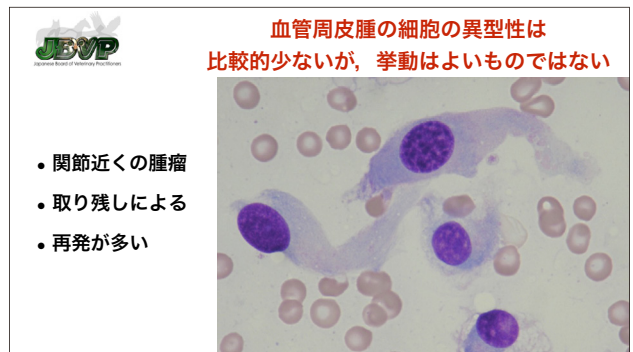 血管周皮腫の細胞の異型性は
比較的少ないが，挙動はよいものではない
JBVP
Japanese Board of Veterinary Practitioners
• 関節近くの腫瘤
• 取り残しによる
• 再発が多い